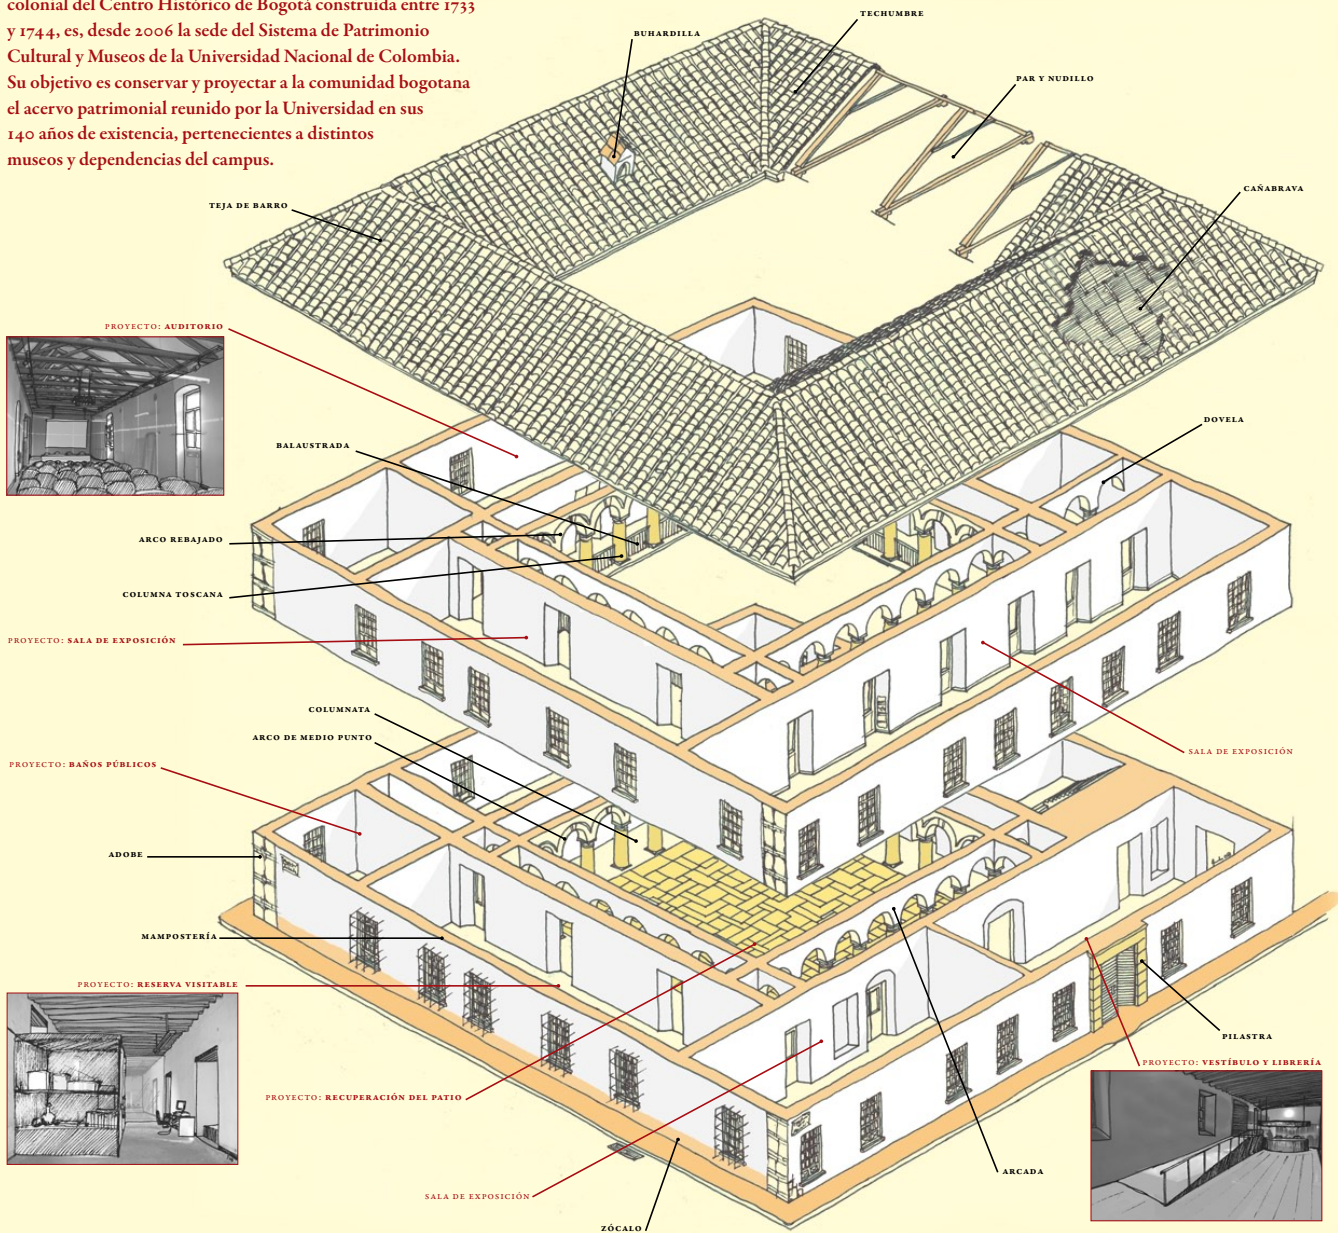 colonial del Centro Histórico de Bogotá construida entre 1733
y 1744, es, desde 2006 la sede del Sistema de Patrimonio
Cultural y Museos de la Universidad Nacional de Colombia.
Su objetivo es conservar y proyectar a la comunidad bogotana
el acervo patrimonial reunido por la Universidad en sus
140 años de existencia, pertenecientes a distintos
museos y dependencias del campus.
TECHUMBRE
BUHARDILLA
PAR Y NUDILLO
CAÑABRAVA
TEJA DE BARRO
PROYECTO: AUDITORIO
DOVELA
BALAUSTRADA
ARCO REBAJADO
COLUMNA TOSCANA
PROYECTO: SALA DE EXPOSICIÓN
COLUMNATA
ARCO DE MEDIO PUNTO
SALA DE EXPOSICIÓN
PROYECTO: BAÑOS PÚBLICOS
ADOBE
MAMPOSTERÍA
PROYECTO: RESERVA VISITABLE
PILASTRA
PROYECTO: VESTÍBULO Y LIBRERÍA
PROYECTO: RECUPERACIÓN DEL PATIO
ARCADA
SALA DE EXPOSICIÓN
ZÓCALO